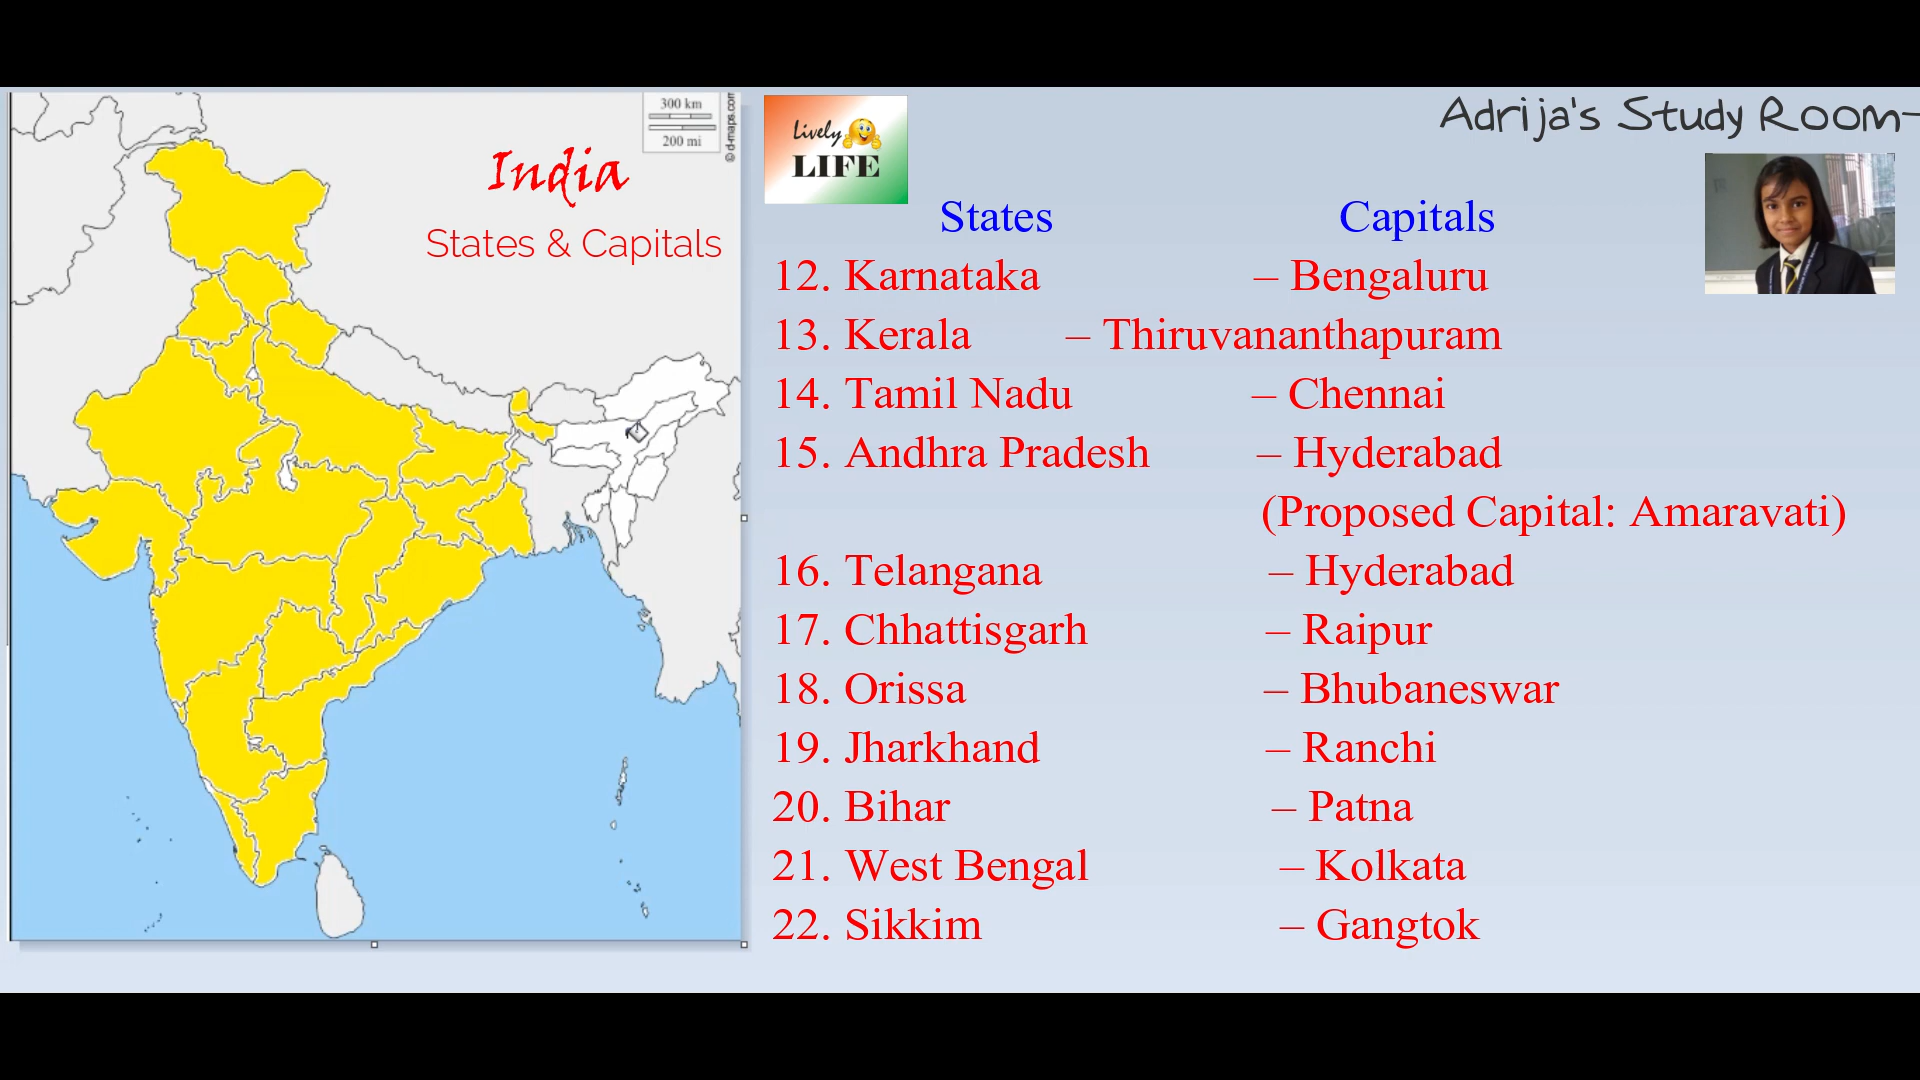 300 km
200 mi
© d-maps.com
India
States & Capitals
Lively
LIFE
Adrija's Study Room-
States Capitals
12. Karnataka – Bengaluru
13. Kerala – Thiruvananthapuram
14. Tamil Nadu – Chennai
15. Andhra Pradesh – Hyderabad
(Proposed Capital: Amaravati)
16. Telangana – Hyderabad
17. Chhattisgarh – Raipur
18. Orissa – Bhubaneswar
19. Jharkhand – Ranchi
20. Bihar – Patna
21. West Bengal – Kolkata
22. Sikkim – Gangtok